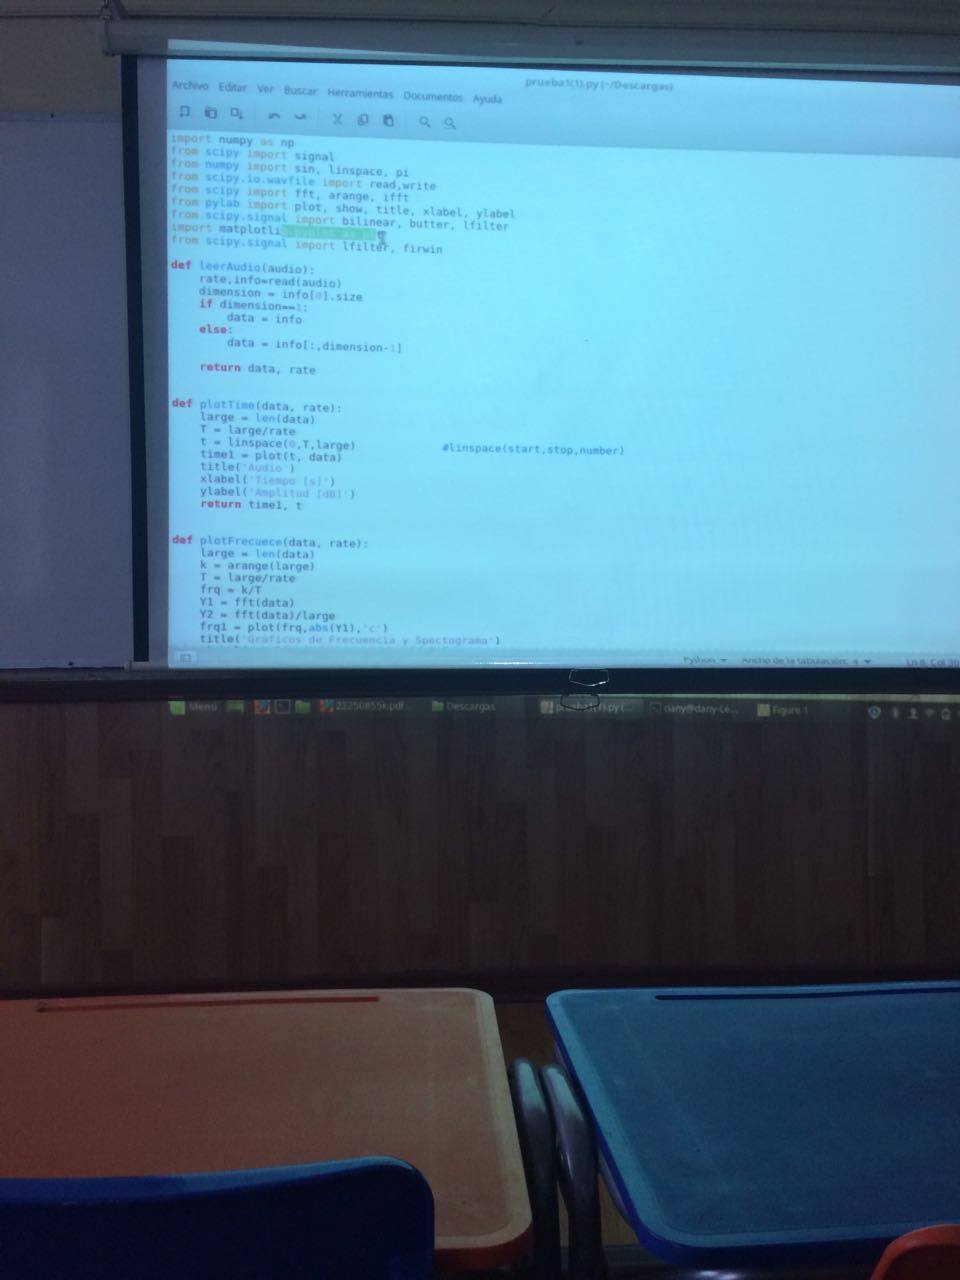 prueba1(1).py (~/Descargas)
Archivo Editar Ver Buscar Herramientas Documentos Ayuda
import numpy as np
from scipy import signal
from numpy import sin, linspace, pi
from scipy.io.wavfile import read,write
from scipy import fft, arange, ifft
from pylab import plot, show, title, xlabel, ylabel
from scipy.signal import bilinear, butter, lfilter
import matplotlib.pyplot as plt
from scipy.signal import lfilter, firwin
def leerAudio(audio):
rate,info=read(audio)
dimension = info[0].size
if dimension==1:
data = info
else:
data = info[:,dimension-1]
return data, rate
def plotTime(data, rate):
large = len(data)
T = large/rate
t = linspace(0,T,large) #linspace(start,stop,number)
time1 = plot(t, data)
title('Audio')
xlabel('Tiempo [s]')
ylabel('Amplitud [dB]')
return time1, t
def plotFrecuece(data, rate):
large = len(data)
k = arange(large)
T = large/rate
frq = k/T
Y1 = fft(data)
Y2 = fft(data)/large
frq1 = plot(frq,abs(Y1),'c')
title('Gráficos de Frecuencia y Spectograma')
Python Ancho de la tabulación: 4 Ln 8, Col
Menú 22250855k.pdf... Descargas prueba1(1).py (... dany@dany-Le... Figure 1